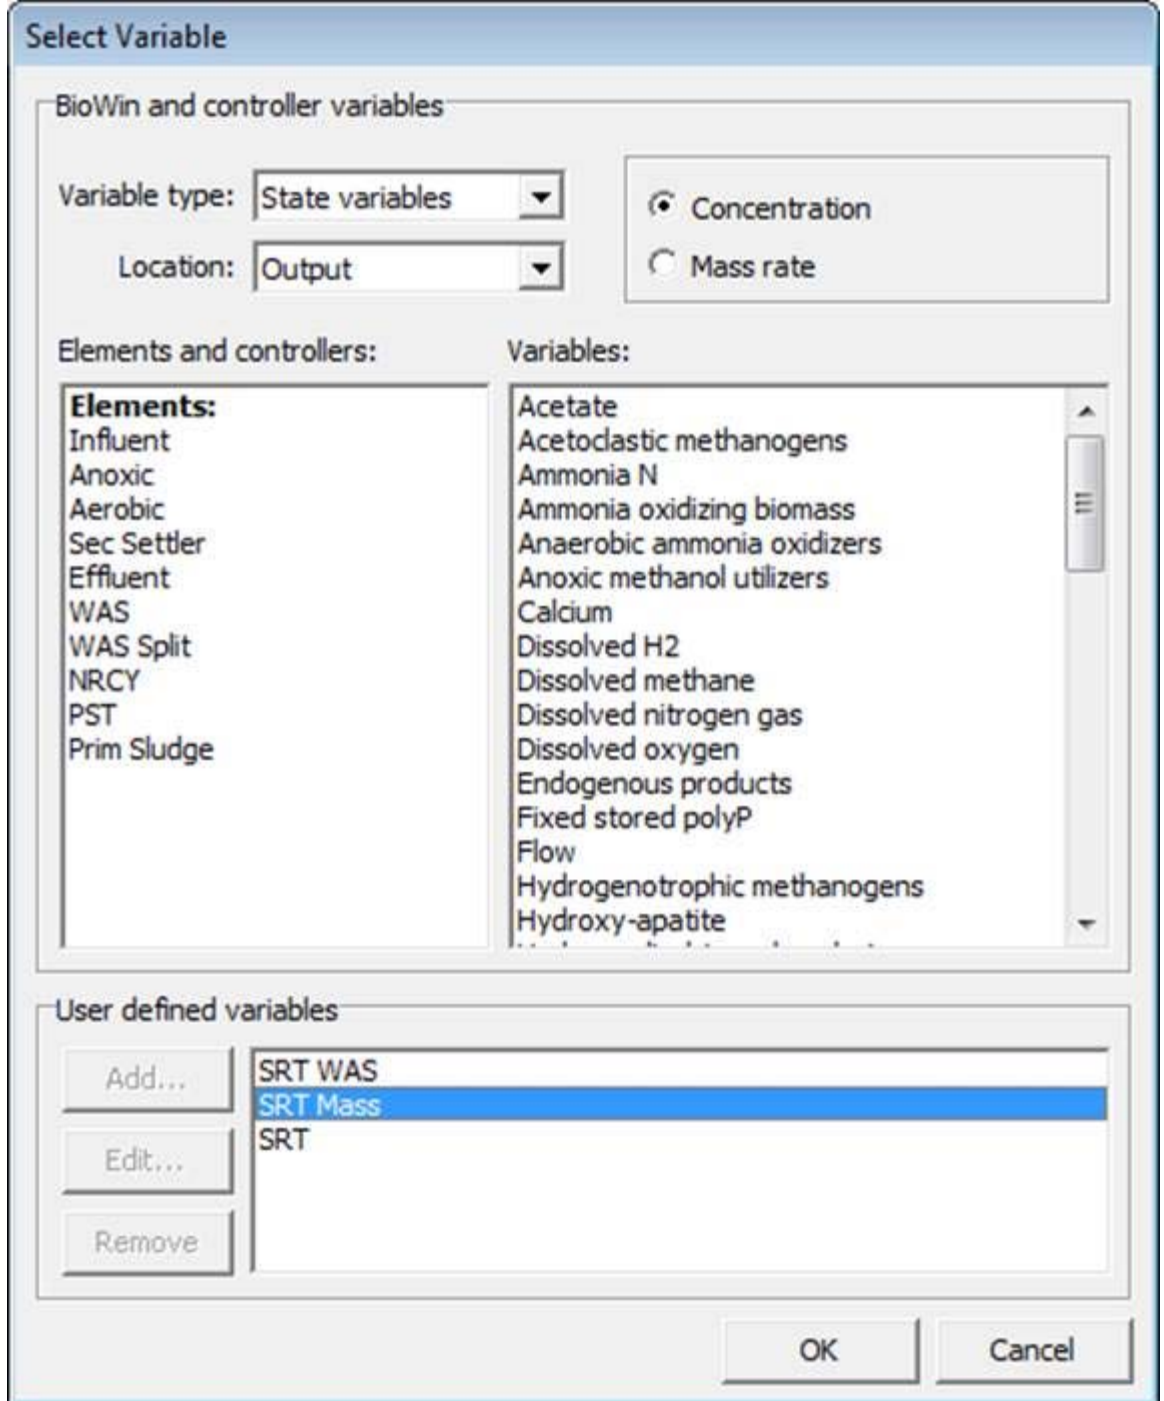 Select Variable
BioWin and controller variables
Variable type: State variables
Location: Output
Concentration
Mass rate
Elements and controllers:
Elements:
Influent
Anoxic
Aerobic
Sec Settler
Effluent
WAS
WAS Split
NRCY
PST
Prim Sludge
Variables:
Acetate
Acetoclastic methanogens
Ammonia N
Ammonia oxidizing biomass
Anaerobic ammonia oxidizers
Anoxic methanol utilizers
Calcium
Dissolved H2
Dissolved methane
Dissolved nitrogen gas
Dissolved oxygen
Endogenous products
Fixed stored polyP
Flow
Hydrogenotrophic methanogens
Hydroxy-apatite
User defined variables
Add...
Edit...
Remove
SRT WAS
SRT Mass
SRT
OK
Cancel